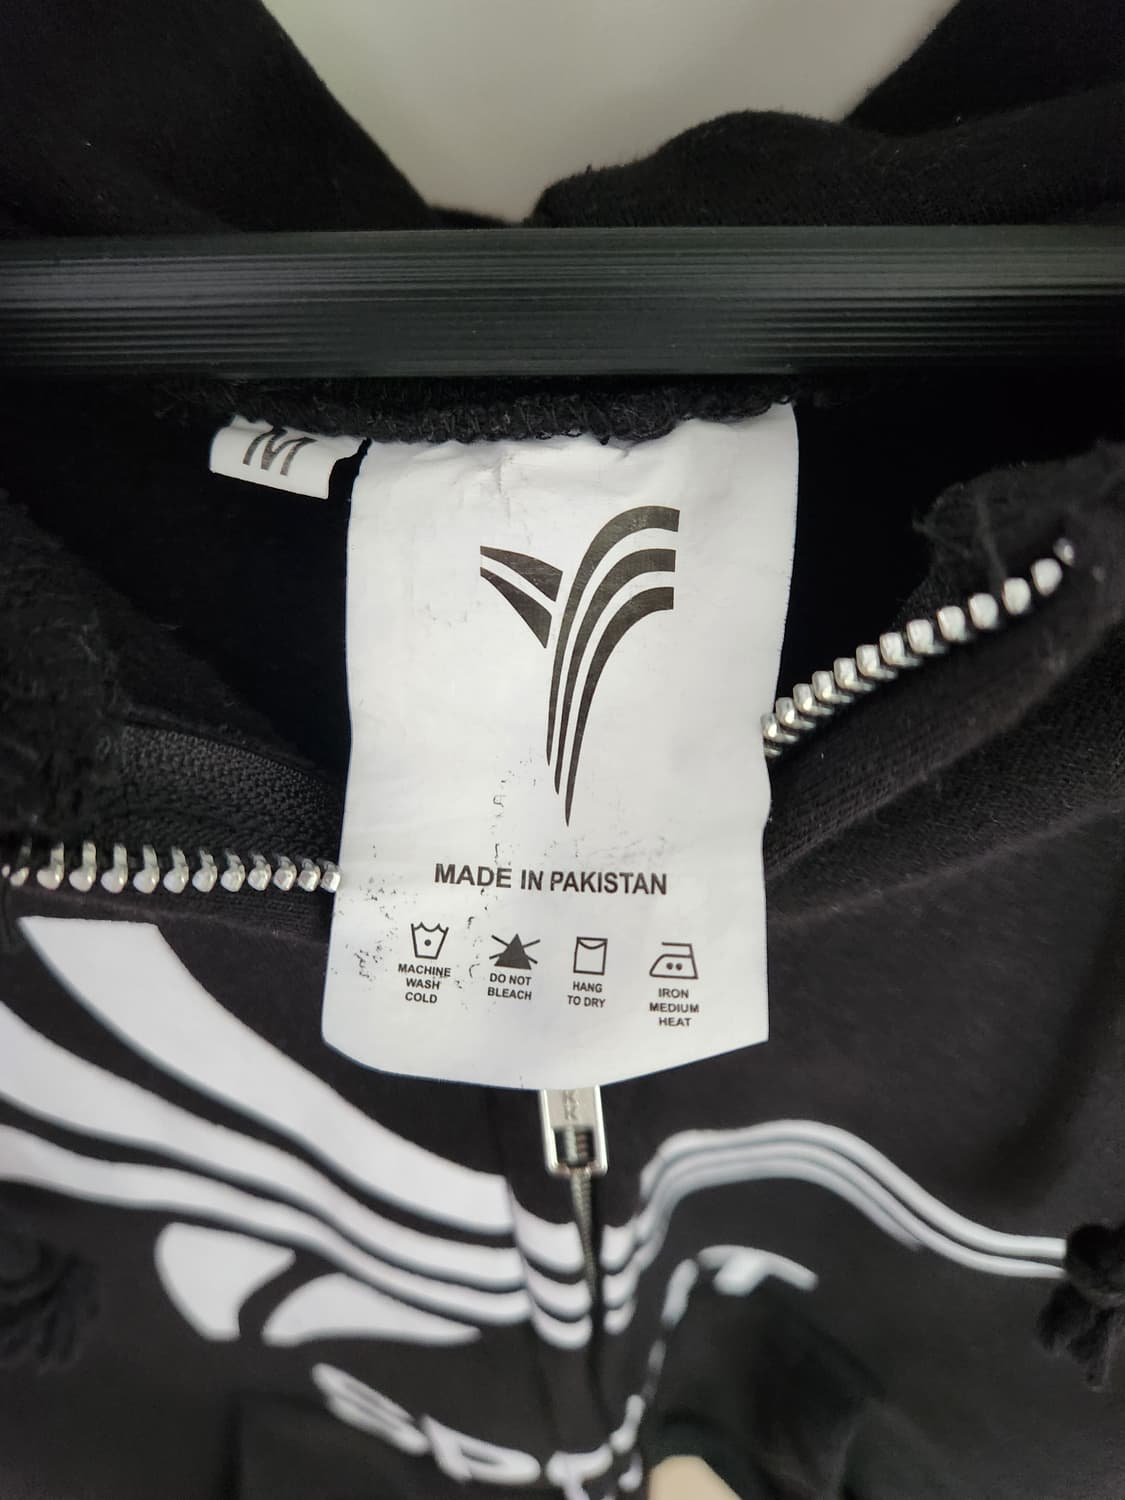 M
MADE IN PAKISTAN
MACHINE
WASH
COLD
DO NOT
BLEACH
HANG
TO DRY
IRON
MEDIUM
HEAT